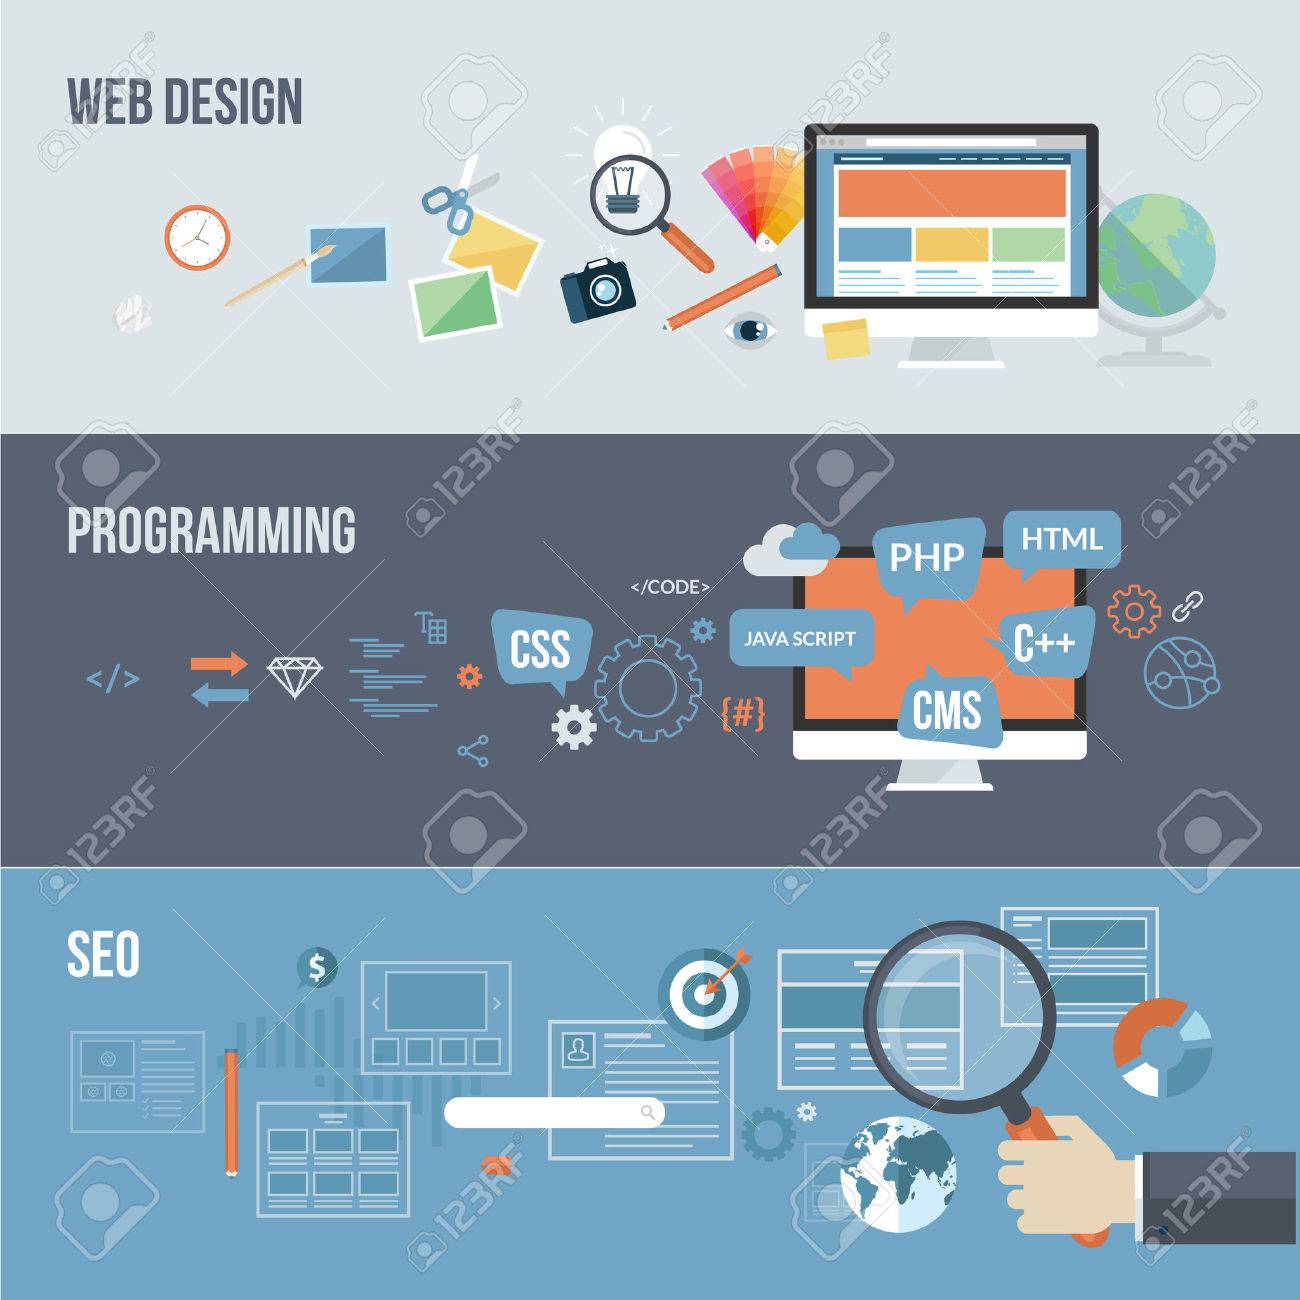 WEB DESIGN
PROGRAMMING
PHP
HTML
</CODE>
CSS
JAVA SCRIPT
C++
</>
{#}
CMS
SEO
$
123RF